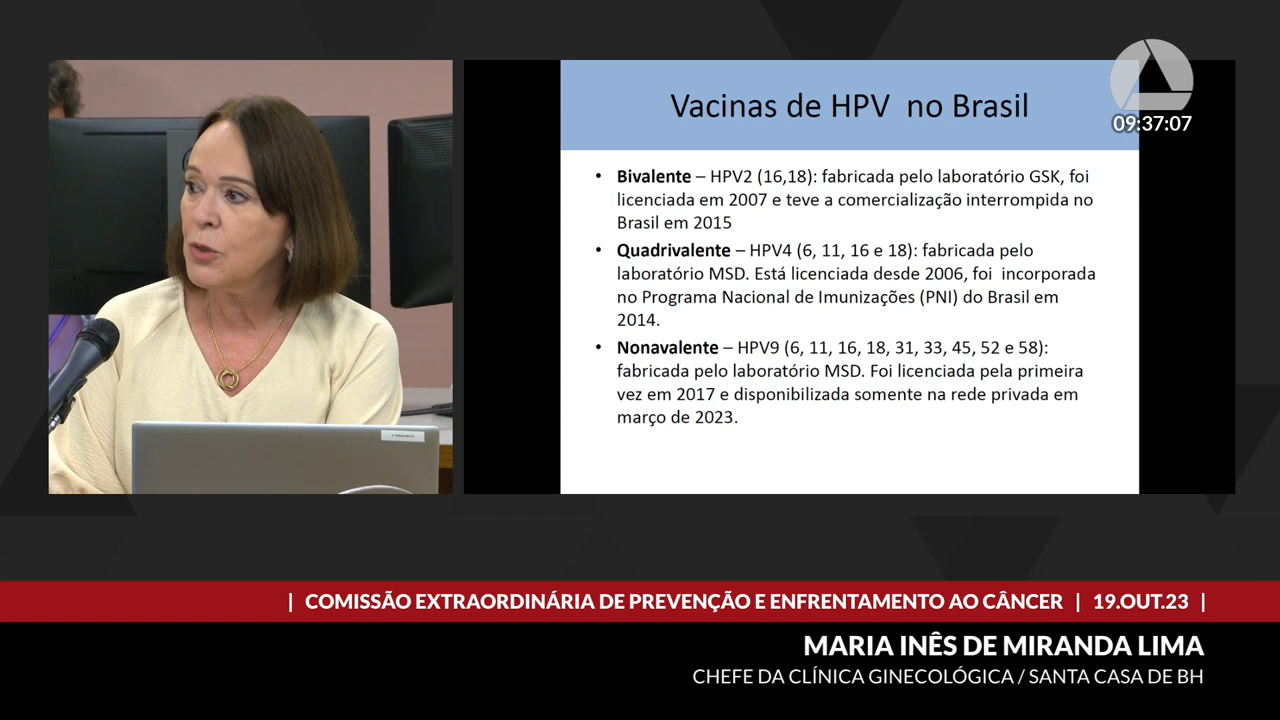 09:37:07
Vacinas de HPV no Brasil
• Bivalente – HPV2 (16,18): fabricada pelo laboratório GSK, foi
licenciada em 2007 e teve a comercialização interrompida no
Brasil em 2015
• Quadrivalente – HPV4 (6, 11, 16 e 18): fabricada pelo
laboratório MSD. Está licenciada desde 2006, foi incorporada
no Programa Nacional de Imunizações (PNI) do Brasil em
2014.
• Nonavalente – HPV9 (6, 11, 16, 18, 31, 33, 45, 52 e 58):
fabricada pelo laboratório MSD. Foi licenciada pela primeira
vez em 2017 e disponibilizada somente na rede privada em
março de 2023.
| COMISSÃO EXTRAORDINÁRIA DE PREVENÇÃO E ENFRENTAMENTO AO CÂNCER | 19.OUT.23 |
MARIA INÊS DE MIRANDA LIMA
CHEFE DA CLÍNICA GINECOLÓGICA / SANTA CASA DE BH